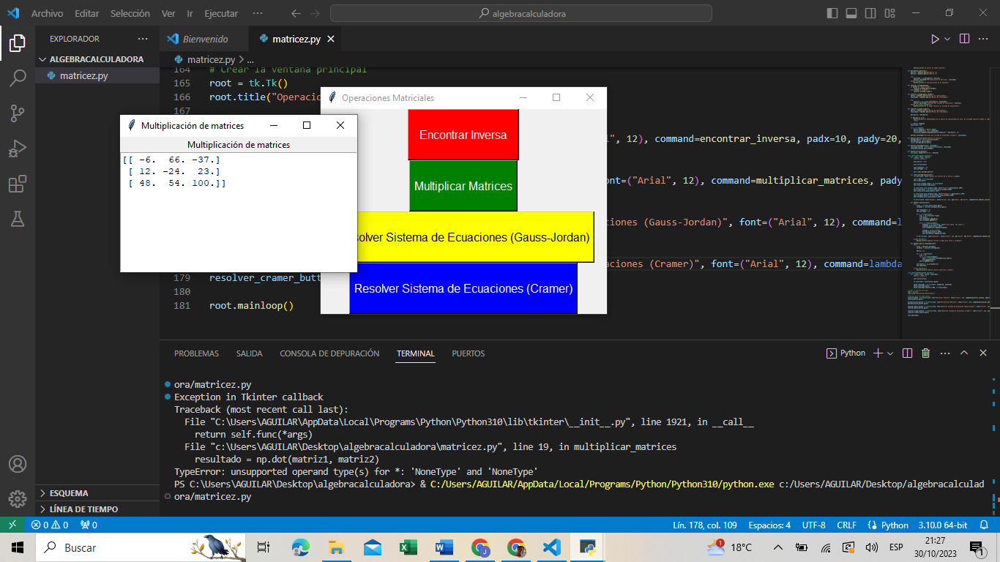 Archivo Editar Selección Ver Ir Ejecutar ··· algebracalculadora
EXPLORADOR ···
ALGEBRACALCULADORA
matricez.py
Bienvenido
matricez.py
matricez.py > ...
164 # Crear la ventana principal
165 root = tk.Tk()
166 root.title("Operacio
167
l", 12), command=encontrar_inversa, padx=10, pady=20,
ont=("Arial", 12), command=multiplicar_matrices, pady
iones (Gauss-Jordan)", font=("Arial", 12), command=l
aciones (Cramer)", font=("Arial", 12), command=lambda
179 resolver_cramer_butt
180
181 root.mainloop()
Operaciones Matriciales
Encontrar Inversa
Multiplicar Matrices
solver Sistema de Ecuaciones (Gauss-Jordan)
Resolver Sistema de Ecuaciones (Cramer)
Multiplicación de matrices
Multiplicación de matrices
[[ -6.  66. -37.]
 [ 12. -24.  23.]
 [ 48.  54. 100.]]
PROBLEMAS SALIDA CONSOLA DE DEPURACIÓN TERMINAL PUERTOS
Python
ora/matricez.py
Exception in Tkinter callback
Traceback (most recent call last):
  File "C:\Users\AGUILAR\AppData\Local\Programs\Python\Python310\lib\tkinter\__init__.py", line 1921, in __call__
    return self.func(*args)
  File "c:\Users\AGUILAR\Desktop\algebracalculadora\matricez.py", line 19, in multiplicar_matrices
    resultado = np.dot(matriz1, matriz2)
TypeError: unsupported operand type(s) for *: 'NoneType' and 'NoneType'
PS C:\Users\AGUILAR\Desktop\algebracalculadora> & C:/Users/AGUILAR/AppData/Local/Programs/Python/Python310/python.exe c:/Users/AGUILAR/Desktop/algebracalculad
ora/matricez.py
ESQUEMA
LÍNEA DE TIEMPO
0 0 0 Lín. 178, col. 109 Espacios: 4 UTF-8 CRLF Python 3.10.0 64-bit
Buscar
1
18°C
ESP
21:27
30/10/2023
1